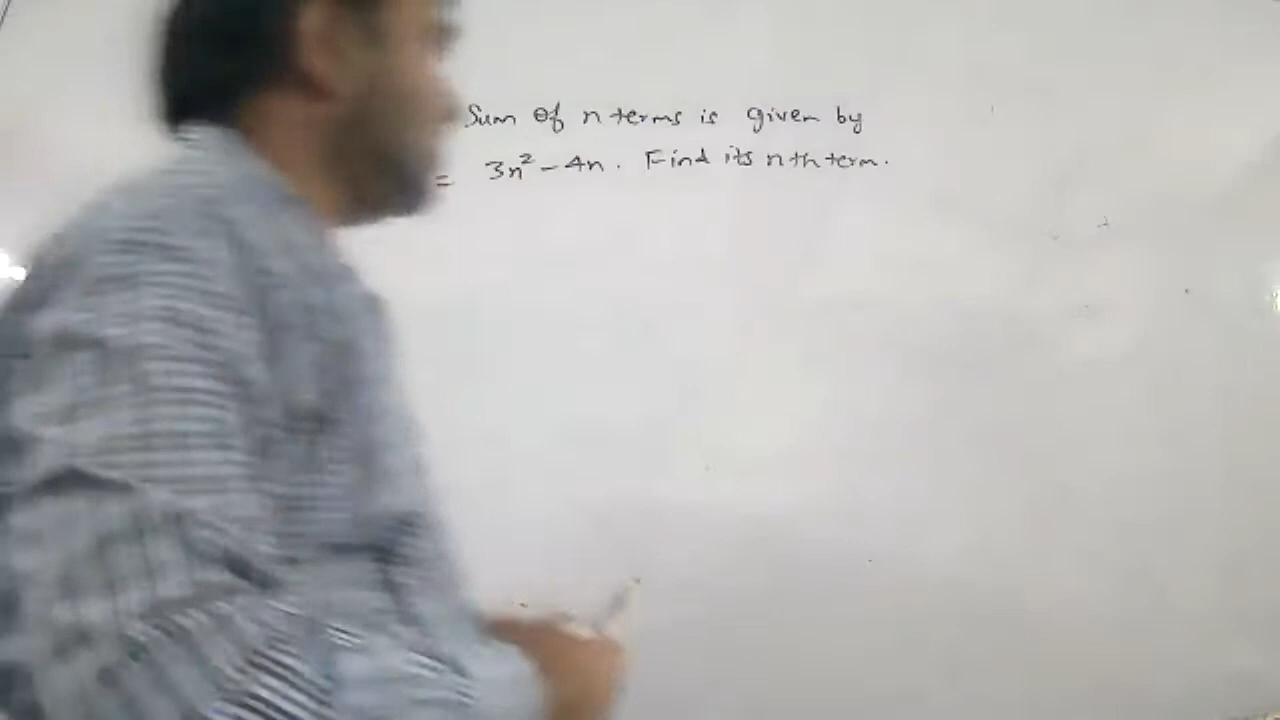 Sum of n terms is given by
= 3n² - 4n. Find its nth term.